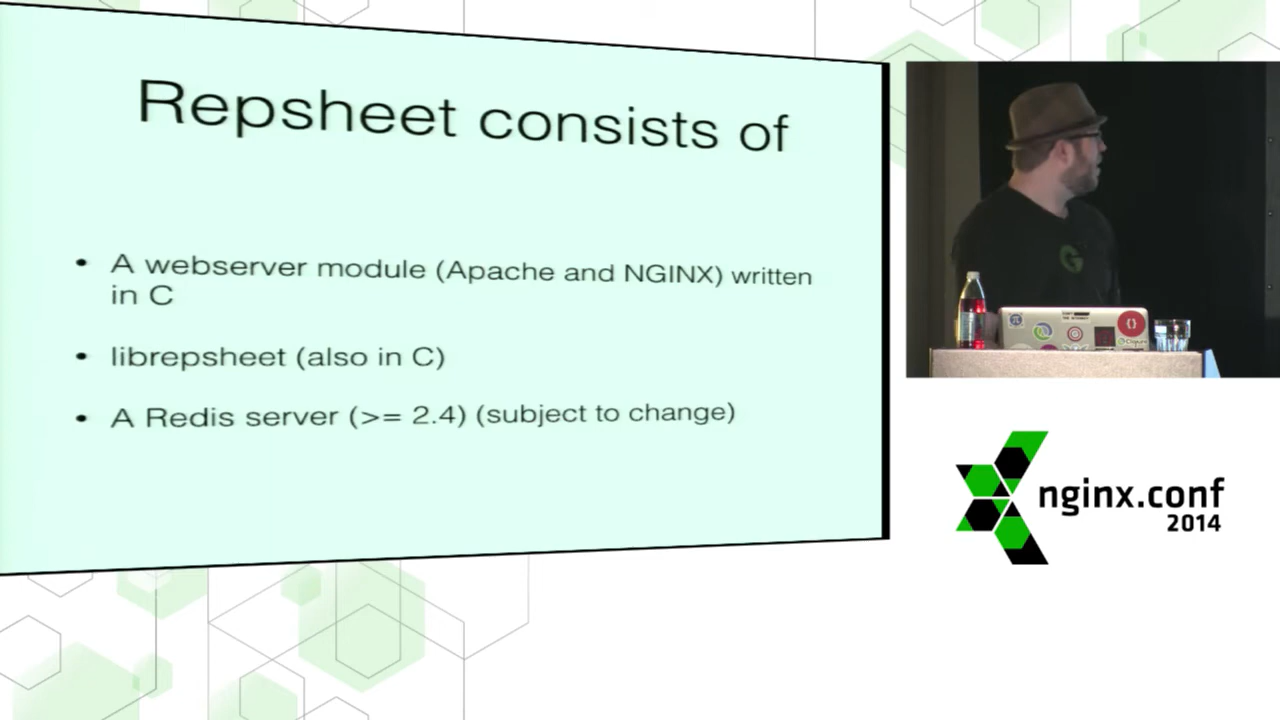 Repsheet consists of
• A webserver module (Apache and NGINX) written
in C
• librepsheet (also in C)
• A Redis server (>= 2.4) (subject to change)
nginx.conf
2014